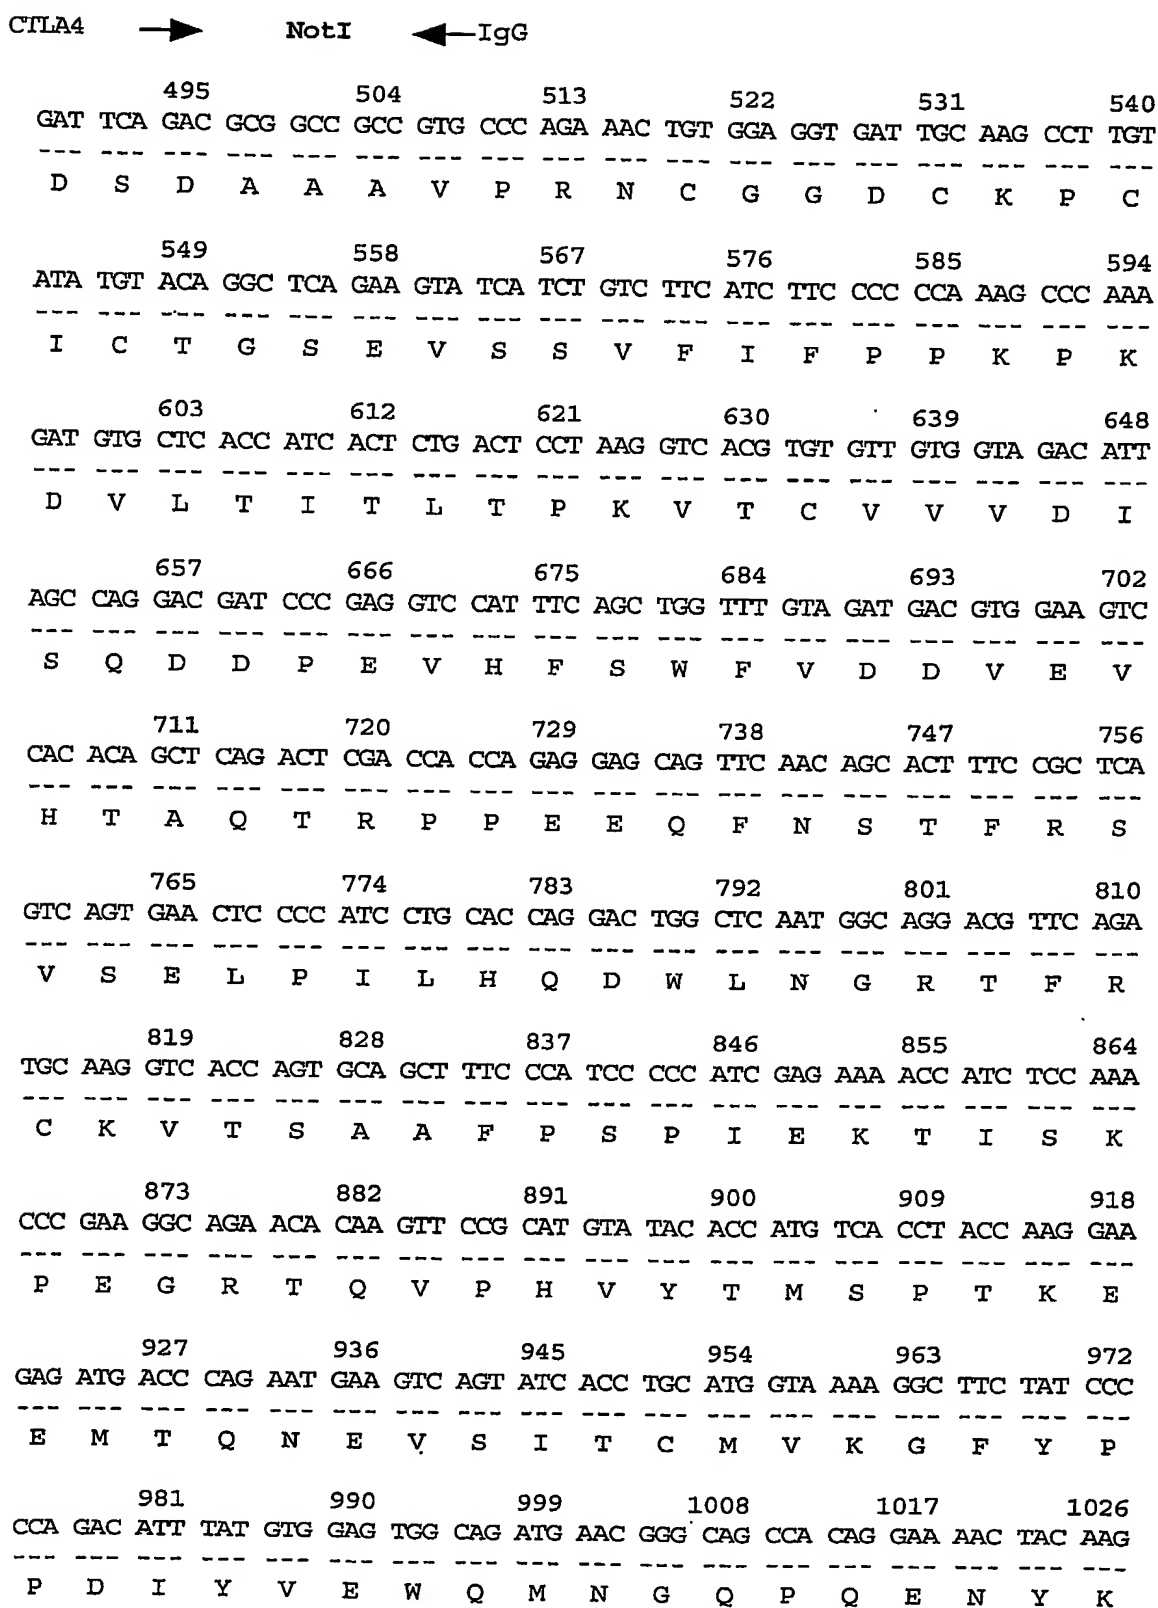 CTLA4 → NotI ← IgG
495 504 513 522 531 540
GAT TCA GAC GCG GCC GCC GTG CCC AGA AAC TGT GGA GGT GAT TGC AAG CCT TGT
--- --- --- --- --- --- --- --- --- --- --- --- --- --- --- --- --- ---
D S D A A A V P R N C G G D C K P C
549 558 567 576 585 594
ATA TGT ACA GGC TCA GAA GTA TCA TCT GTC TTC ATC TTC CCC CCA AAG CCC AAA
--- --- --- --- --- --- --- --- --- --- --- --- --- --- --- --- --- ---
I C T G S E V S S V F I F P P K P K
603 612 621 630 639 648
GAT GTG CTC ACC ATC ACT CTG ACT CCT AAG GTC ACG TGT GTT GTG GTA GAC ATT
--- --- --- --- --- --- --- --- --- --- --- --- --- --- --- --- --- ---
D V L T I T L T P K V T C V V V D I
657 666 675 684 693 702
AGC CAG GAC GAT CCC GAG GTC CAT TTC AGC TGG TTT GTA GAT GAC GTG GAA GTC
--- --- --- --- --- --- --- --- --- --- --- --- --- --- --- --- --- ---
S Q D D P E V H F S W F V D D V E V
711 720 729 738 747 756
CAC ACA GCT CAG ACT CGA CCA CCA GAG GAG CAG TTC AAC AGC ACT TTC CGC TCA
--- --- --- --- --- --- --- --- --- --- --- --- --- --- --- --- --- ---
H T A Q T R P P E E Q F N S T F R S
765 774 783 792 801 810
GTC AGT GAA CTC CCC ATC CTG CAC CAG GAC TGG CTC AAT GGC AGG ACG TTC AGA
--- --- --- --- --- --- --- --- --- --- --- --- --- --- --- --- --- ---
V S E L P I L H Q D W L N G R T F R
819 828 837 846 855 864
TGC AAG GTC ACC AGT GCA GCT TTC CCA TCC CCC ATC GAG AAA ACC ATC TCC AAA
--- --- --- --- --- --- --- --- --- --- --- --- --- --- --- --- --- ---
C K V T S A A F P S P I E K T I S K
873 882 891 900 909 918
CCC GAA GGC AGA ACA CAA GTT CCG CAT GTA TAC ACC ATG TCA CCT ACC AAG GAA
--- --- --- --- --- --- --- --- --- --- --- --- --- --- --- --- --- ---
P E G R T Q V P H V Y T M S P T K E
927 936 945 954 963 972
GAG ATG ACC CAG AAT GAA GTC AGT ATC ACC TGC ATG GTA AAA GGC TTC TAT CCC
--- --- --- --- --- --- --- --- --- --- --- --- --- --- --- --- --- ---
E M T Q N E V S I T C M V K G F Y P
981 990 999 1008 1017 1026
CCA GAC ATT TAT GTG GAG TGG CAG ATG AAC GGG CAG CCA CAG GAA AAC TAC AAG
--- --- --- --- --- --- --- --- --- --- --- --- --- --- --- --- --- ---
P D I Y V E W Q M N G Q P Q E N Y K